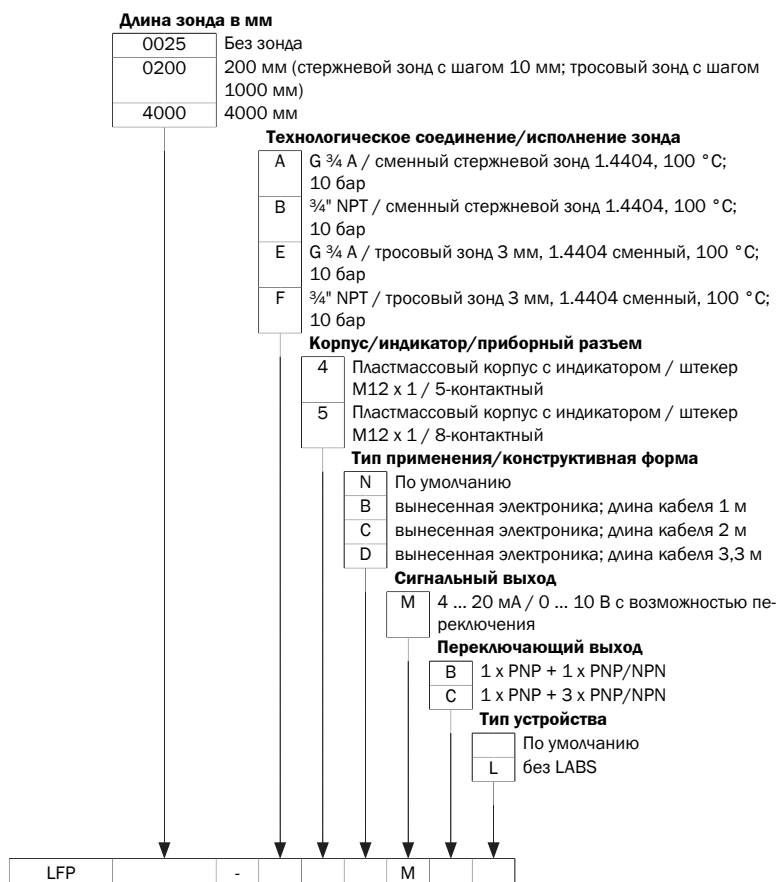 Длина зонда в мм
0025 Без зонда
0200 200 мм (стержневой зонд с шагом 10 мм; тросовый зонд с шагом
1000 мм)
4000 4000 мм
Технологическое соединение/исполнение зонда
A G ¾ A / сменный стержневой зонд 1.4404, 100 °C;
10 бар
B ¾" NPT / сменный стержневой зонд 1.4404, 100 °C;
10 бар
E G ¾ A / тросовый зонд 3 мм, 1.4404 сменный, 100 °C;
10 бар
F ¾" NPT / тросовый зонд 3 мм, 1.4404 сменный, 100 °C;
10 бар
Корпус/индикатор/приборный разъем
4 Пластмассовый корпус с индикатором / штекер
M12 x 1 / 5-контактный
5 Пластмассовый корпус с индикатором / штекер
M12 x 1 / 8-контактный
Тип применения/конструктивная форма
N По умолчанию
B вынесенная электроника; длина кабеля 1 м
C вынесенная электроника; длина кабеля 2 м
D вынесенная электроника; длина кабеля 3,3 м
Сигнальный выход
M 4 ... 20 мА / 0 ... 10 В с возможностью пе-
реключения
Переключающий выход
B 1 x PNP + 1 x PNP/NPN
C 1 x PNP + 3 x PNP/NPN
Тип устройства
По умолчанию
L без LABS
LFP - M